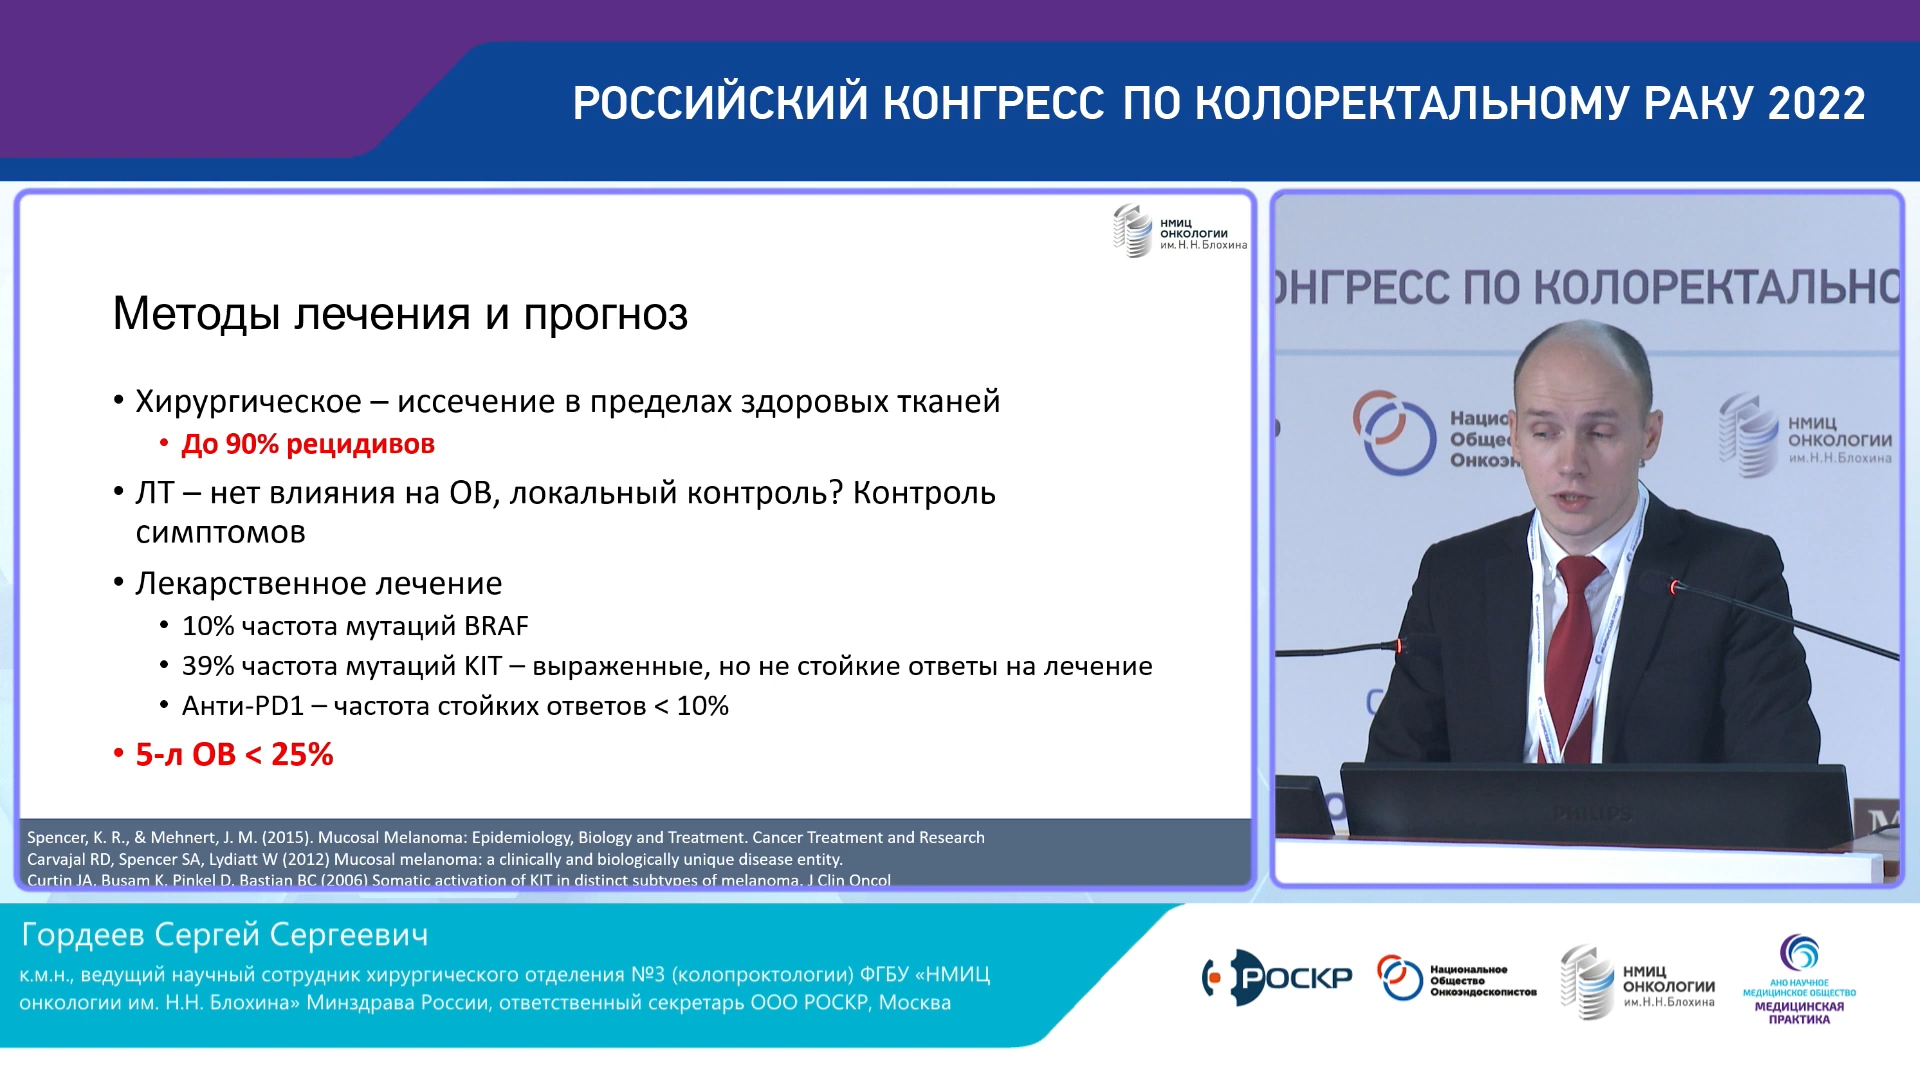 РОССИЙСКИЙ КОНГРЕСС ПО КОЛОРЕКТАЛЬНОМУ РАКУ 2022
НМИЦ
ОНКОЛОГИИ
им. Н.Н. Блохина
Методы лечения и прогноз
• Хирургическое – иссечение в пределах здоровых тканей
• До 90% рецидивов
• ЛТ – нет влияния на ОВ, локальный контроль? Контроль
симптомов
• Лекарственное лечение
• 10% частота мутаций BRAF
• 39% частота мутаций KIT – выраженные, но не стойкие ответы на лечение
• Анти-PD1 – частота стойких ответов < 10%
• 5-л ОВ < 25%
Spencer, K. R., & Mehnert, J. M. (2015). Mucosal Melanoma: Epidemiology, Biology and Treatment. Cancer Treatment and Research
Carvajal RD, Spencer SA, Lydiatt W (2012) Mucosal melanoma: a clinically and biologically unique disease entity.
Curtin JA, Busam K, Pinkel D, Bastian BC (2006) Somatic activation of KIT in distinct subtypes of melanoma. J Clin Oncol
ОНГРЕСС ПО КОЛОРЕКТАЛЬНО
Нацио
Общес
Онкоэн
НМИЦ
ОНКОЛОГИИ
им.Н.Н.Блохина
PHILIPS
Гордеев Сергей Сергеевич
к.м.н., ведущий научный сотрудник хирургического отделения №3 (колопроктологии) ФГБУ «НМИЦ
онкологии им. Н.Н. Блохина» Минздрава России, ответственный секретарь ООО РОСКР, Москва
РОСКР
Национальное
Общество
Онкоэндоскопистов
НМИЦ
ОНКОЛОГИИ
им.Н.Н.Блохина
АНО НАУЧНОЕ
МЕДИЦИНСКОЕ ОБЩЕСТВО
МЕДИЦИНСКАЯ
ПРАКТИКА